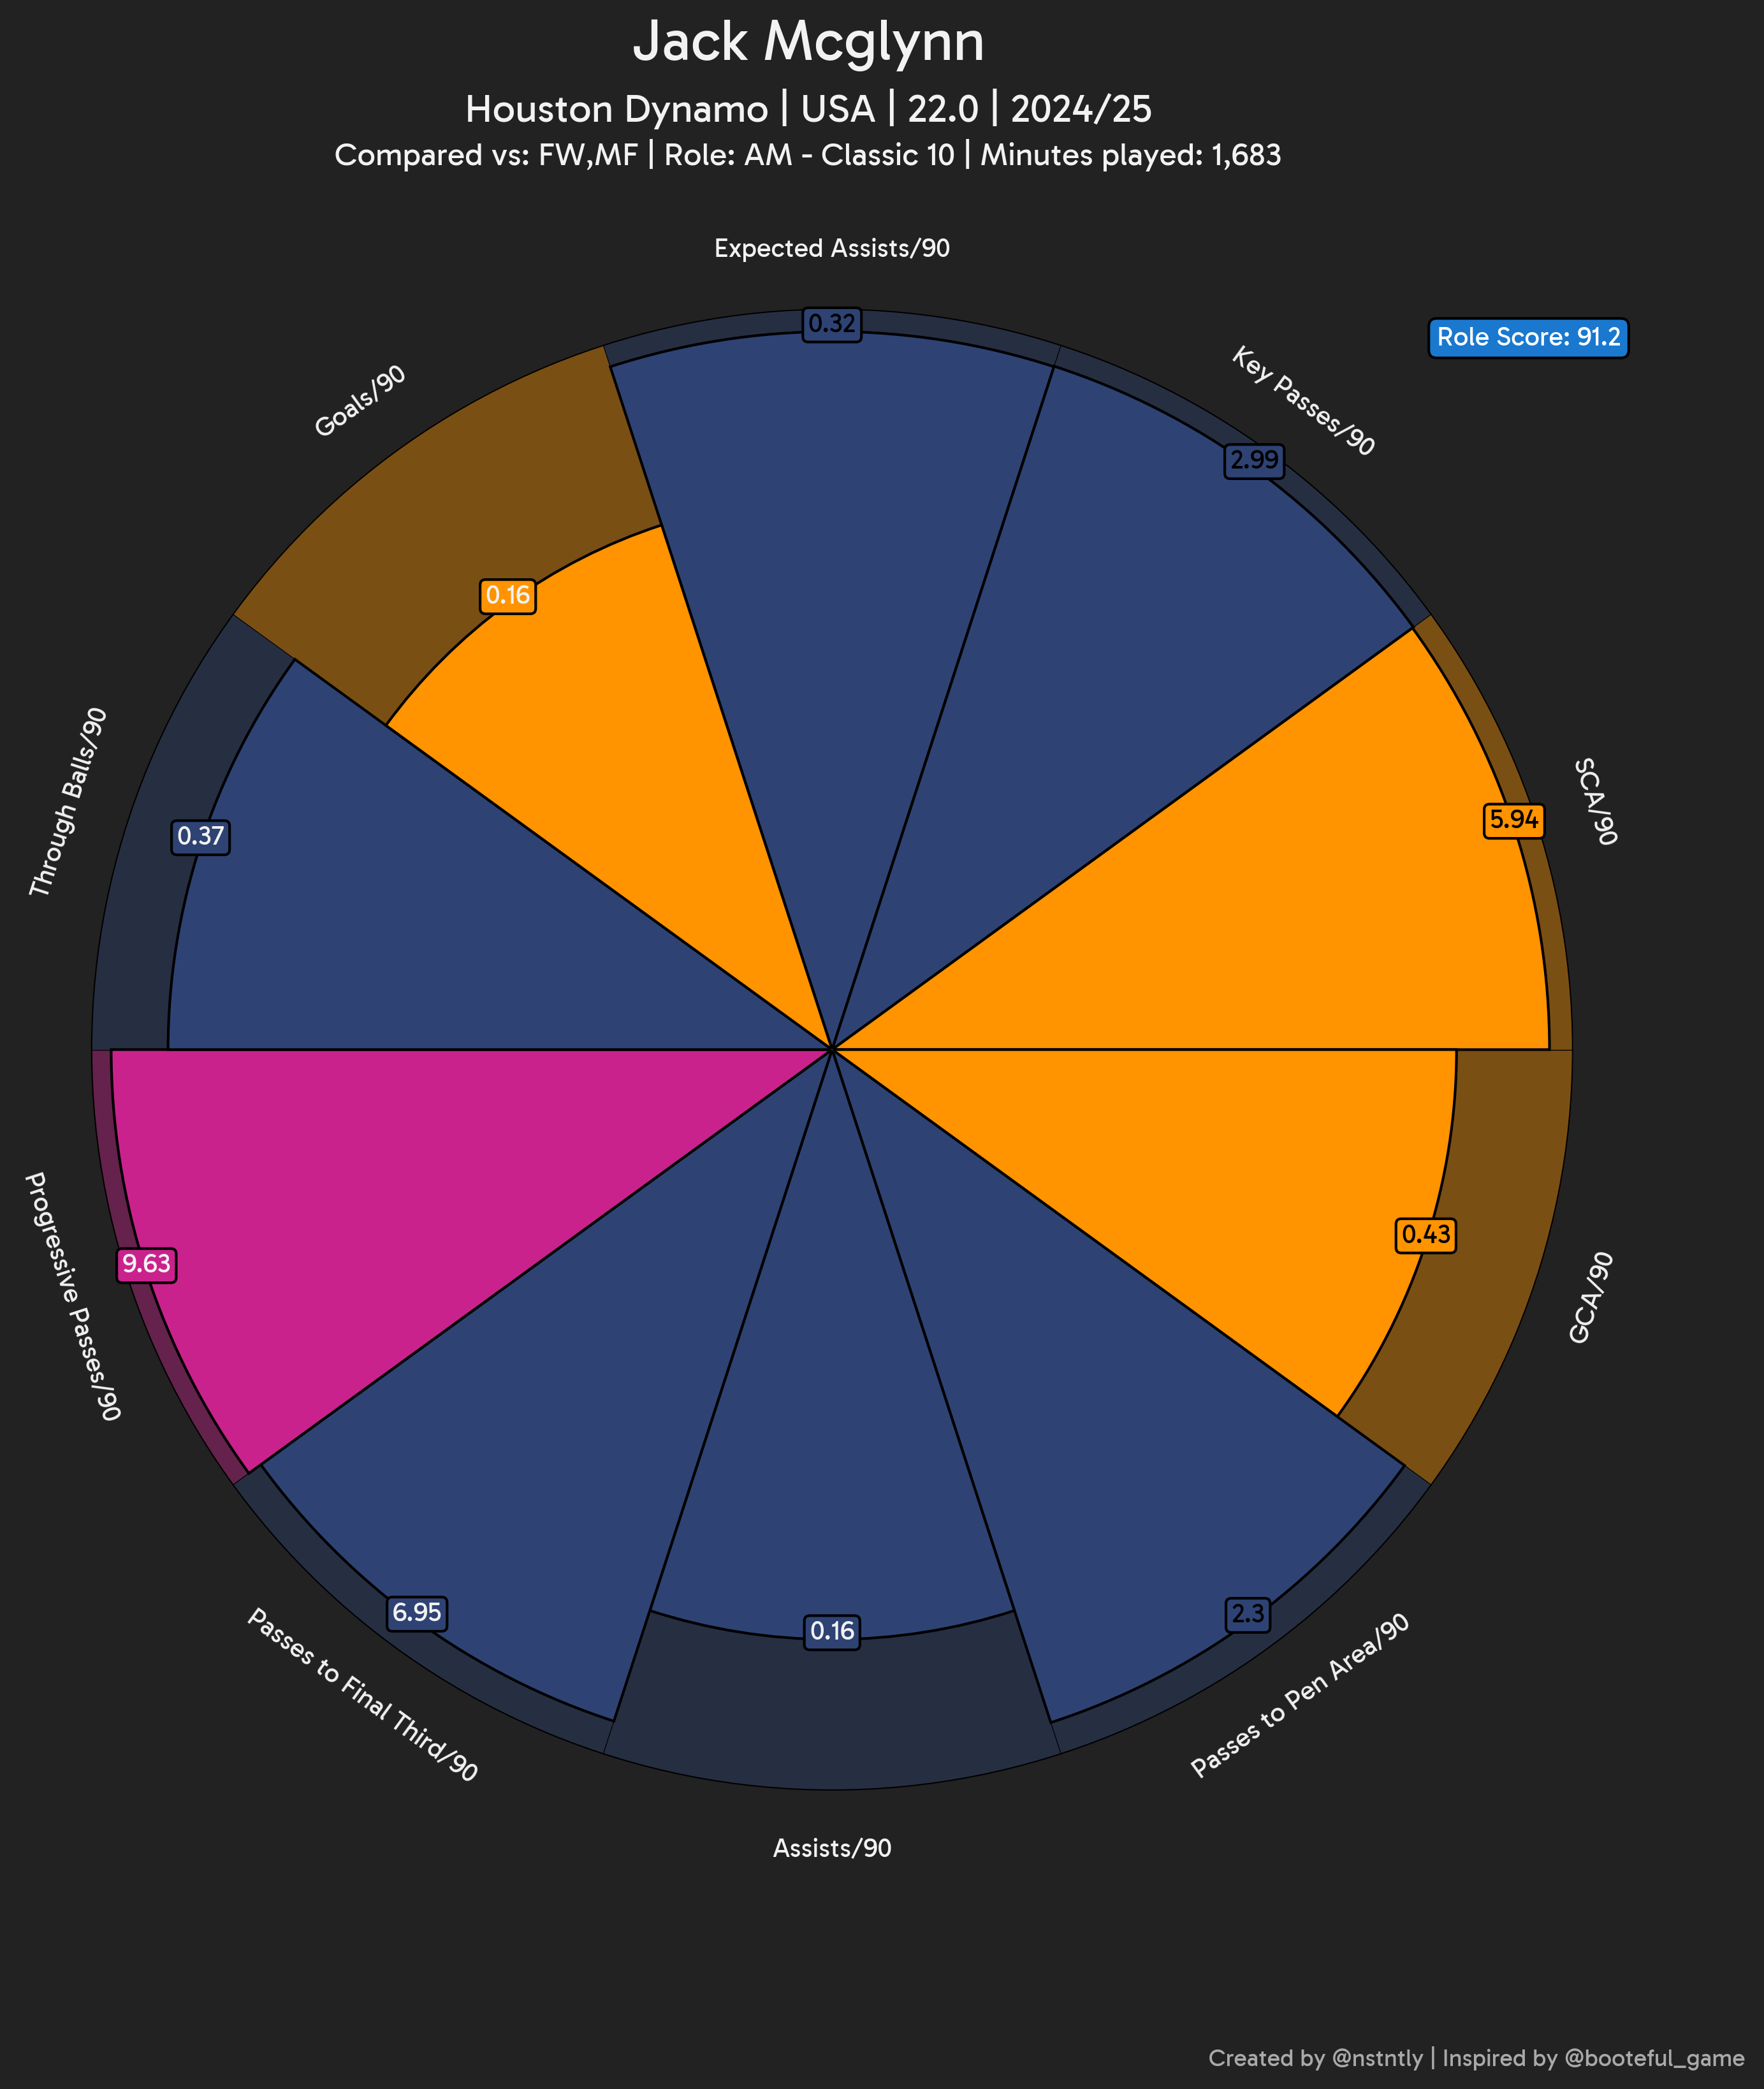 Jack Mcglynn
Houston Dynamo | USA | 22.0 | 2024/25
Compared vs: FW,MF | Role: AM - Classic 10 | Minutes played: 1,683
Expected Assists/90
0.32
Role Score: 91.2
Key Passes/90
2.99
Goals/90
0.16
SCA/90
5.94
Through Balls/90
0.37
Progressive Passes/90
9.63
GCA/90
0.43
Passes to Final Third/90
6.95
Assists/90
0.16
Passes to Pen Area/90
2.3
Created by @nstntly | Inspired by @booteful_game